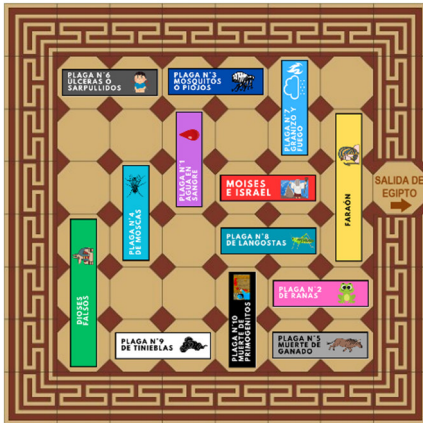 PLAGA N°6
ÚLCERAS O
SARPULLIDOS
PLAGA N°3
MOSQUITOS
O PIOJOS
PLAGA N°7
GRANIZO Y
FUEGO
PLAGA N°1
AGUA EN
SANGRE
FARAÓN
SALIDA DE
EGIPTO
PLAGA N°4
DE MOSCAS
MOISES
E ISRAEL
PLAGA N°8
DE LANGOSTAS
DIOSES
FALSOS
PLAGA N°2
DE RANAS
PLAGA N°10
MUERTE DE
PRIMOGENITOS
PLAGA N°9
DE TINIEBLAS
PLAGA N°5
MUERTE DE
GANADO